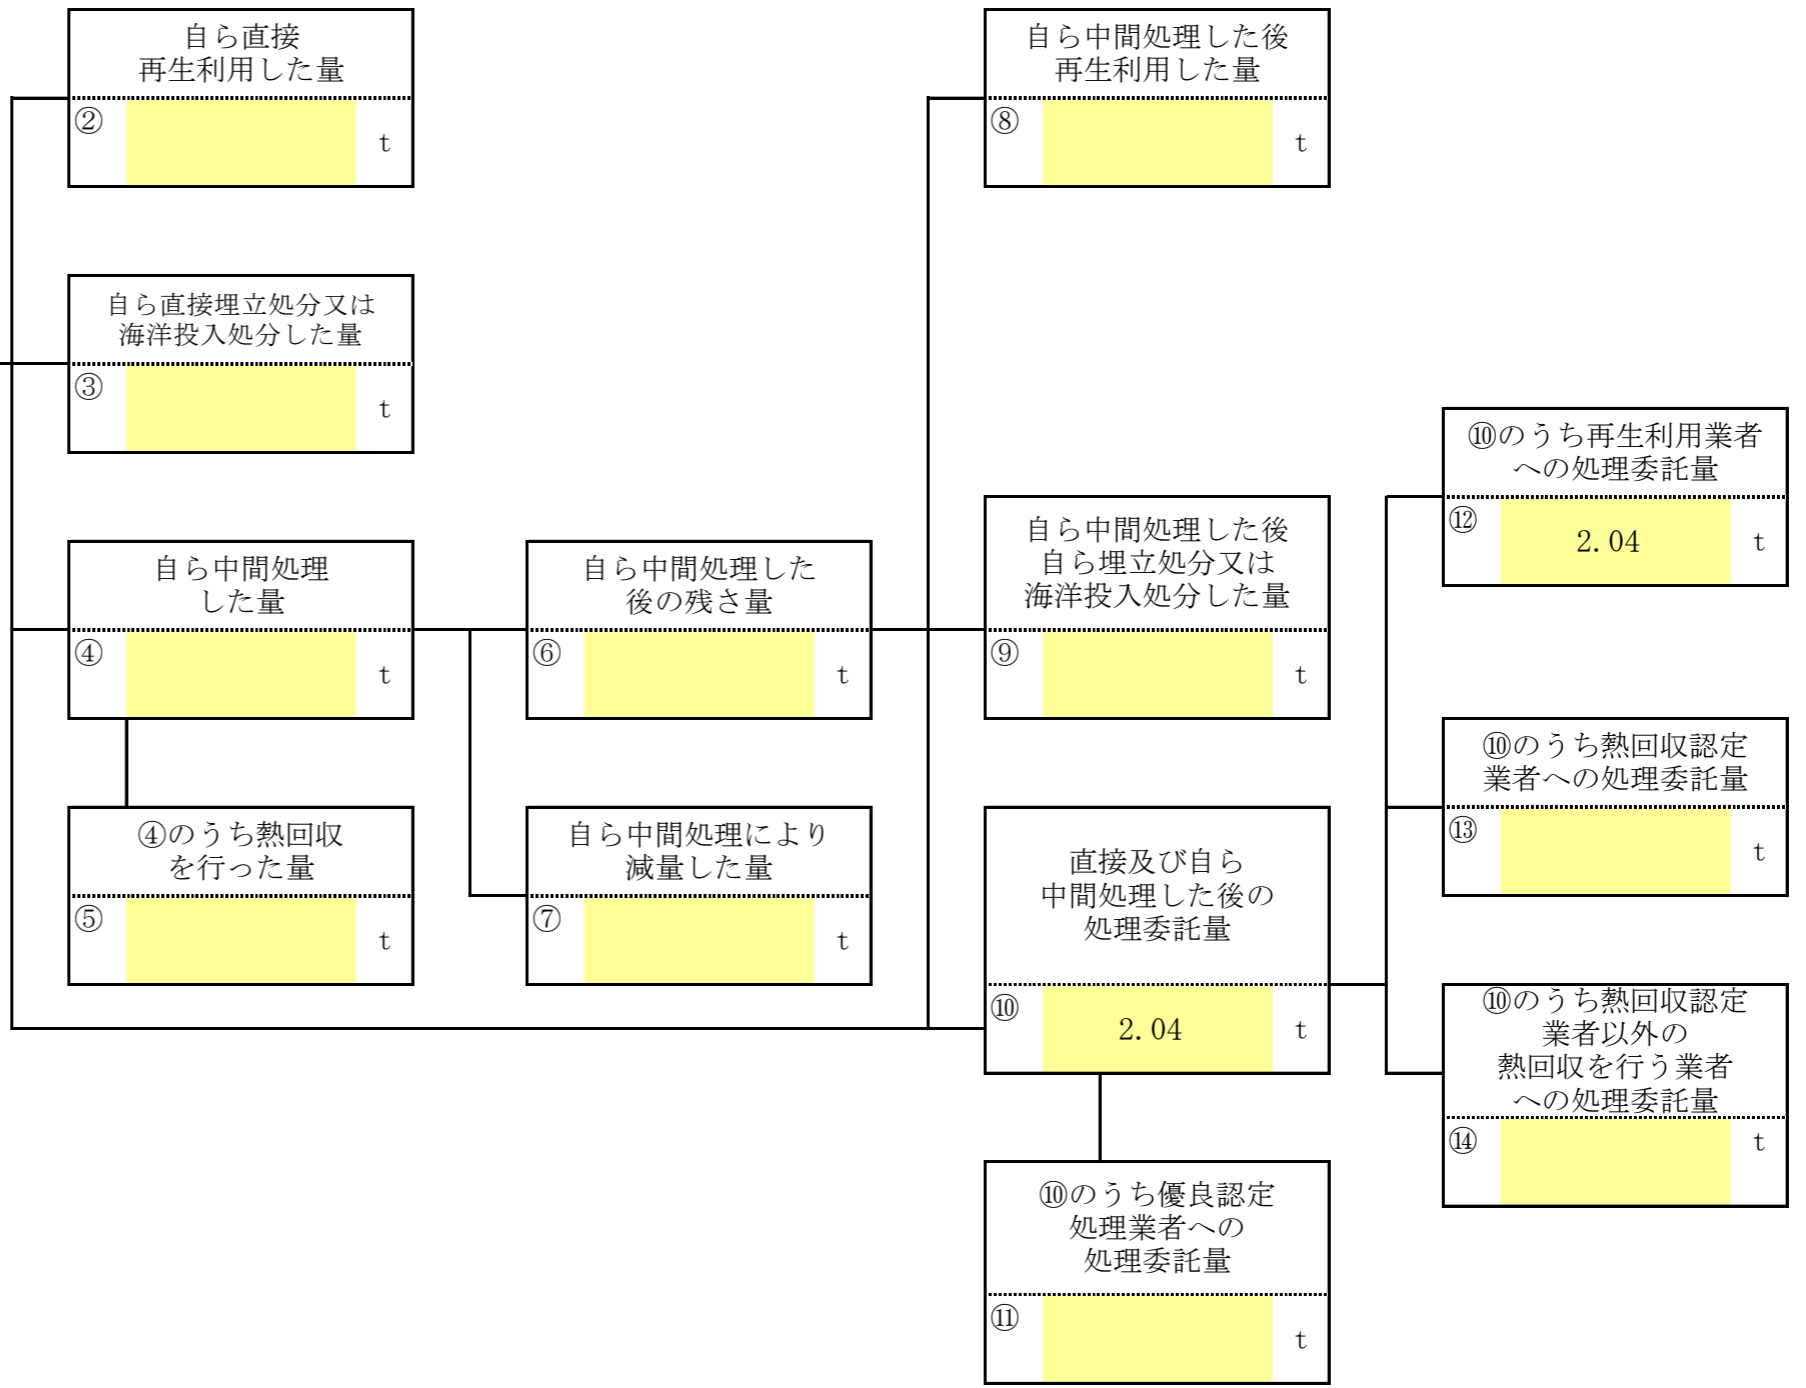 自ら直接
再生利用した量
②
t
自ら直接埋立処分又は
海洋投入処分した量
③
t
自ら中間処理
した量
④
t
④のうち熱回収
を行った量
⑤
t
自ら中間処理した
後の残さ量
⑥
t
自ら中間処理により
減量した量
⑦
t
自ら中間処理した後
再生利用した量
⑧
t
自ら中間処理した後
自ら埋立処分又は
海洋投入処分した量
⑨
t
直接及び自ら
中間処理した後の
処理委託量
⑩ 2.04 t
⑩のうち優良認定
処理業者への
処理委託量
⑪
t
⑩のうち再生利用業者
への処理委託量
⑫ 2.04 t
⑩のうち熱回収認定
業者への処理委託量
⑬
t
⑩のうち熱回収認定
業者以外の
熱回収を行う業者
への処理委託量
⑭ t